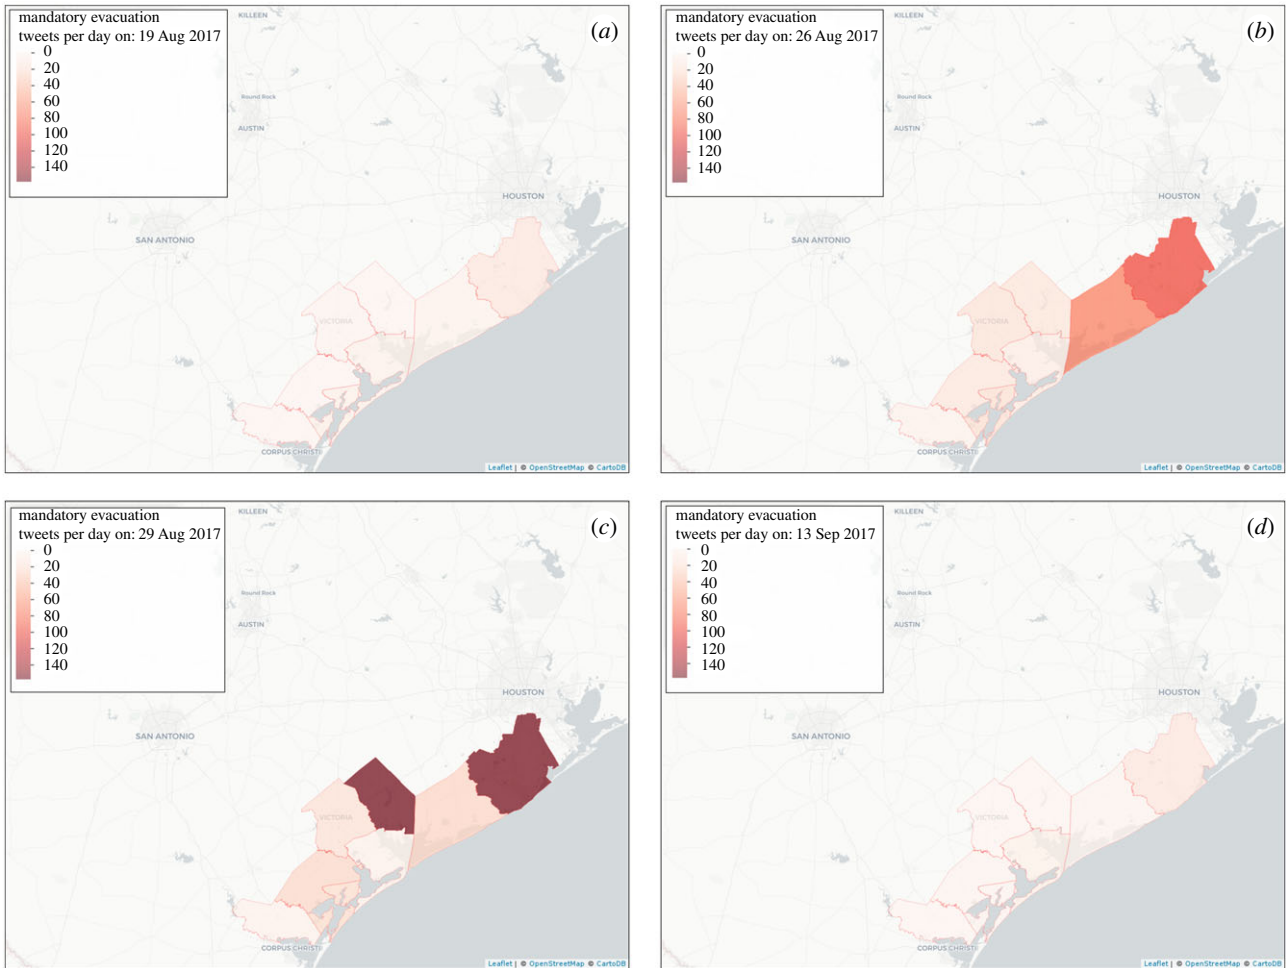 mandatory evacuation
tweets per day on: 19 Aug 2017
0
20
40
60
80
100
120
140
(a)
KILLEEN
Round Rock
AUSTIN
HOUSTON
SAN ANTONIO
VICTORIA
CORPUS CHRISTI
Leaflet | © OpenStreetMap © CartoDB
mandatory evacuation
tweets per day on: 26 Aug 2017
0
20
40
60
80
100
120
140
(b)
KILLEEN
Round Rock
AUSTIN
HOUSTON
SAN ANTONIO
VICTORIA
CORPUS CHRISTI
Leaflet | © OpenStreetMap © CartoDB
mandatory evacuation
tweets per day on: 29 Aug 2017
0
20
40
60
80
100
120
140
(c)
KILLEEN
Round Rock
AUSTIN
HOUSTON
SAN ANTONIO
VICTORIA
CORPUS CHRISTI
Leaflet | © OpenStreetMap © CartoDB
mandatory evacuation
tweets per day on: 13 Sep 2017
0
20
40
60
80
100
120
140
(d)
KILLEEN
Round Rock
AUSTIN
HOUSTON
SAN ANTONIO
VICTORIA
CORPUS CHRISTI
Leaflet | © OpenStreetMap © CartoDB